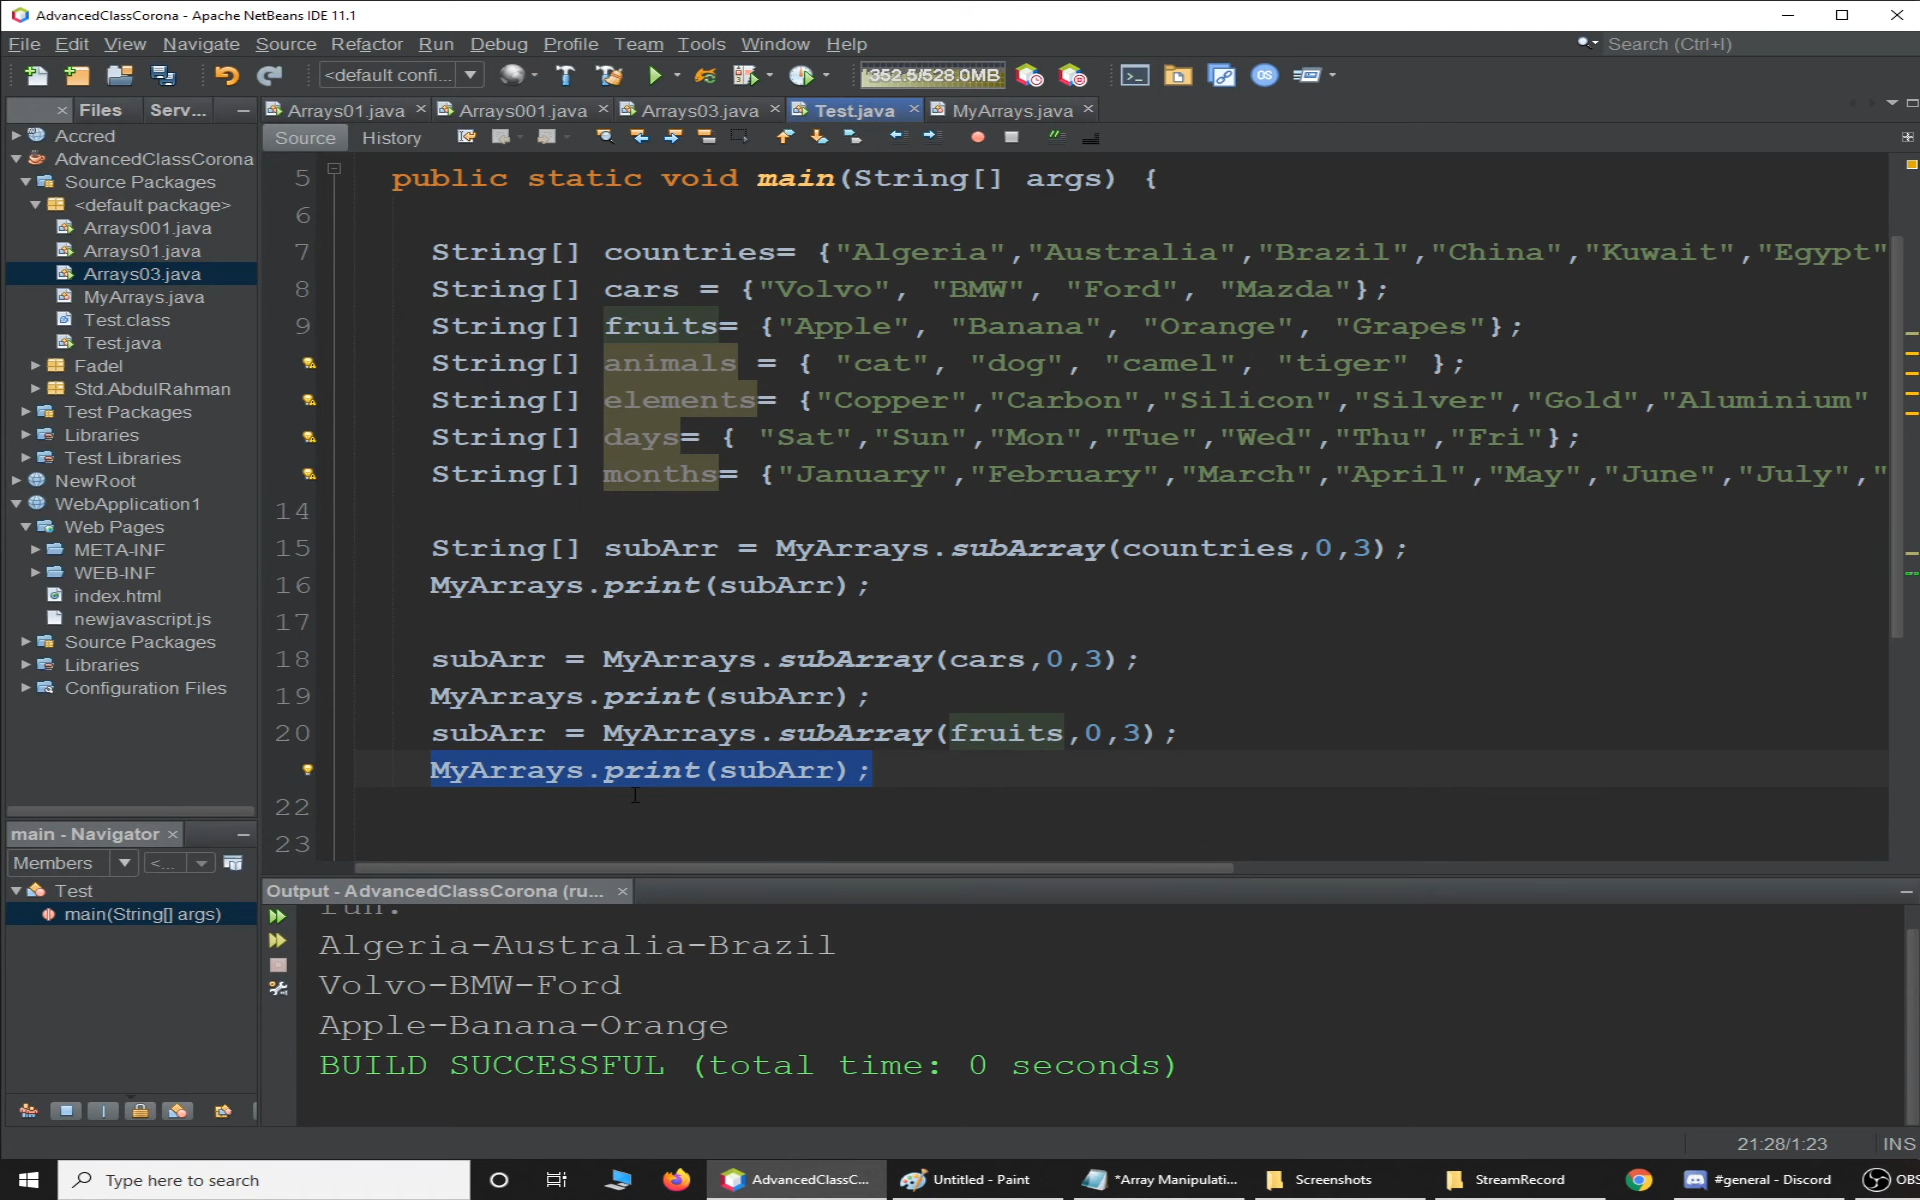 AdvancedClassCorona - Apache NetBeans IDE 11.1
File Edit View Navigate Source Refactor Run Debug Profile Team Tools Window Help
Search (Ctrl+I)
<default confi...
352.5/528.0MB
Files
Serv...
Arrays01.java
Arrays001.java
Arrays03.java
Test.java
MyArrays.java
Source
History
Accred
AdvancedClassCorona
Source Packages
<default package>
Arrays001.java
Arrays01.java
Arrays03.java
MyArrays.java
Test.class
Test.java
Fadel
Std.AbdulRahman
Test Packages
Libraries
Test Libraries
NewRoot
WebApplication1
Web Pages
META-INF
WEB-INF
index.html
newjavascript.js
Source Packages
Libraries
Configuration Files
5 public static void main(String[] args) {
6
7 String[] countries= {"Algeria","Australia","Brazil","China","Kuwait","Egypt"
8 String[] cars = {"Volvo", "BMW", "Ford", "Mazda"};
9 String[] fruits= {"Apple", "Banana", "Orange", "Grapes"};
String[] animals = { "cat", "dog", "camel", "tiger" };
String[] elements= {"Copper","Carbon","Silicon","Silver","Gold","Aluminium"
String[] days= { "Sat","Sun","Mon","Tue","Wed","Thu","Fri"};
String[] months= {"January","February","March","April","May","June","July","
14
15 String[] subArr = MyArrays.subArray(countries,0,3);
16 MyArrays.print(subArr);
17
18 subArr = MyArrays.subArray(cars,0,3);
19 MyArrays.print(subArr);
20 subArr = MyArrays.subArray(fruits,0,3);
MyArrays.print(subArr);
22
23
main - Navigator
Members
<...
Test
main(String[] args)
Output - AdvancedClassCorona (ru...
run:
Algeria-Australia-Brazil
Volvo-BMW-Ford
Apple-Banana-Orange
BUILD SUCCESSFUL (total time: 0 seconds)
21:28/1:23
INS
Type here to search
AdvancedClassC...
Untitled - Paint
*Array Manipulati...
Screenshots
StreamRecord
#general - Discord
OBS